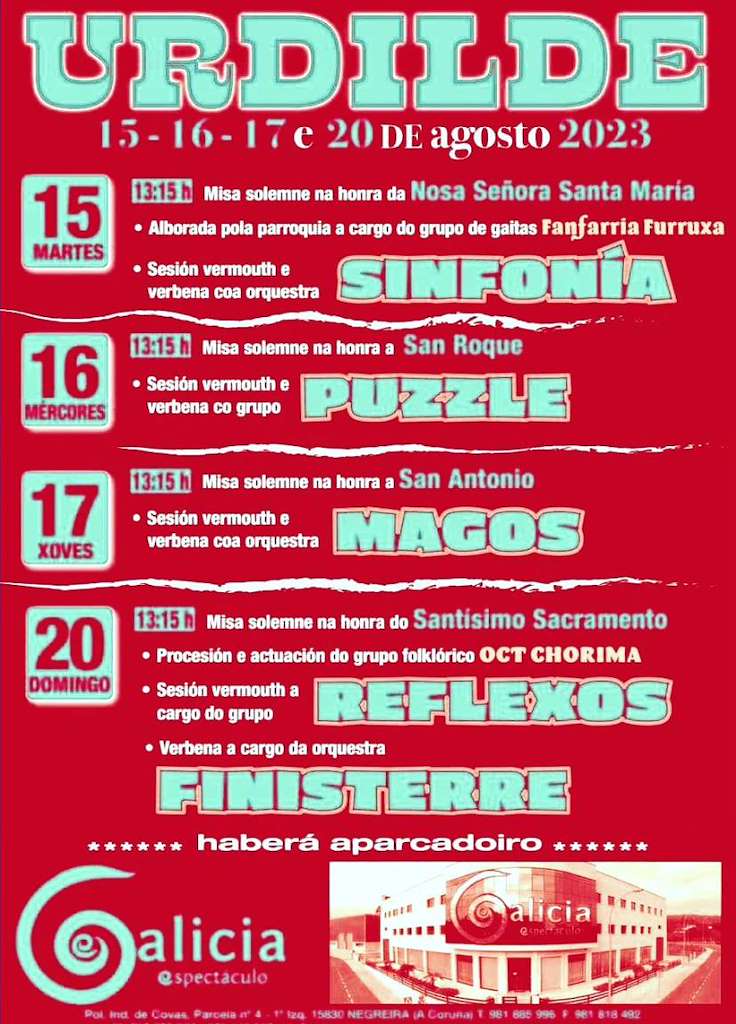 URDILDE
15 - 16 - 17 e 20 DE agosto 2023
15
MARTES
13:15 h Misa solemne na honra da Nosa Señora Santa María
• Alborada pola parroquia a cargo do grupo de gaitas Fanfarria Furruxa
• Sesión vermouth e
verbena coa orquestra SINFONÍA
16
MÉRCORES
13:15 h Misa solemne na honra a San Roque
• Sesión vermouth e
verbena co grupo PUZZLE
17
XOVES
13:15 h Misa solemne na honra a San Antonio
• Sesión vermouth e
verbena coa orquestra MAGOS
20
DOMINGO
13:15 h Misa solemne na honra do Santísimo Sacramento
• Procesión e actuación do grupo folklórico OCT CHORIMA
• Sesión vermouth a
cargo do grupo REFLEXOS
• Verbena a cargo da orquestra
FINISTERRE
****** haberá aparcadoiro ******
Galicia
espectaculo
Galicia
espectaculo
Pol. Ind. de Covas, Parcela nº 4 - 1º Izq. 15830 NEGREIRA (A Coruña) T. 981 885 996 F. 981 818 492